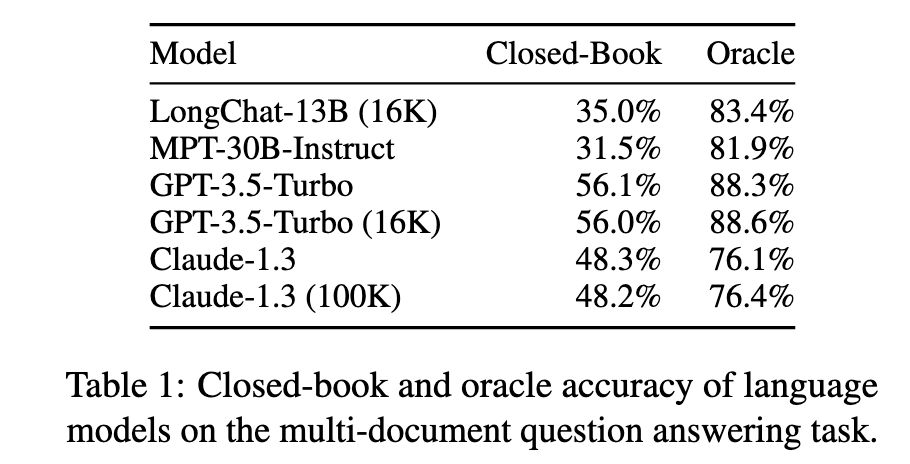 Model Closed-Book Oracle
LongChat-13B (16K) 35.0% 83.4%
MPT-30B-Instruct 31.5% 81.9%
GPT-3.5-Turbo 56.1% 88.3%
GPT-3.5-Turbo (16K) 56.0% 88.6%
Claude-1.3 48.3% 76.1%
Claude-1.3 (100K) 48.2% 76.4%
Table 1: Closed-book and oracle accuracy of language
models on the multi-document question answering task.